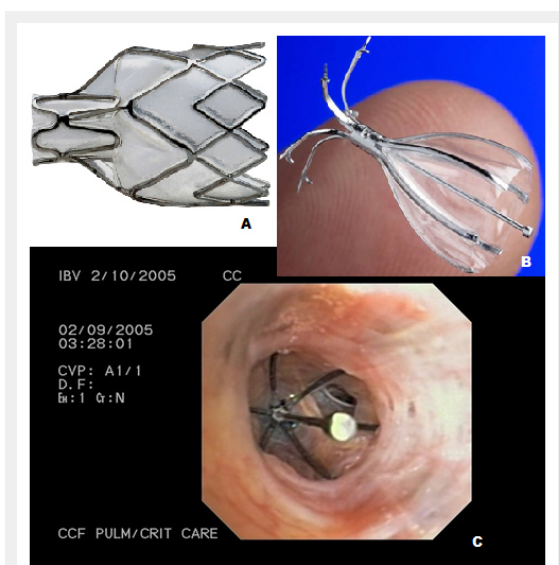 A
B
IBV 2/10/2005 CC
02/09/2005
03:28:01
CVP: A1/1
D.F:
Eh:1 Cr:N
CCF PULM/CRIT CARE
C